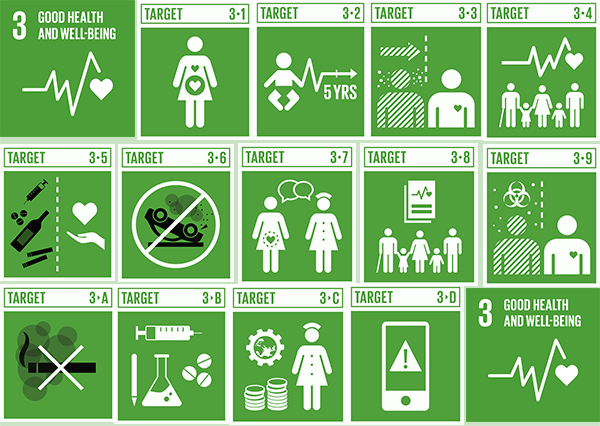 3 GOOD HEALTH
AND WELL-BEING
TARGET 3·1
TARGET 3·2
5 YRS
TARGET 3·3
TARGET 3·4
TARGET 3·5
TARGET 3·6
TARGET 3·7
TARGET 3·8
TARGET 3·9
TARGET 3·A
TARGET 3·B
TARGET 3·C
TARGET 3·D
3 GOOD HEALTH
AND WELL-BEING